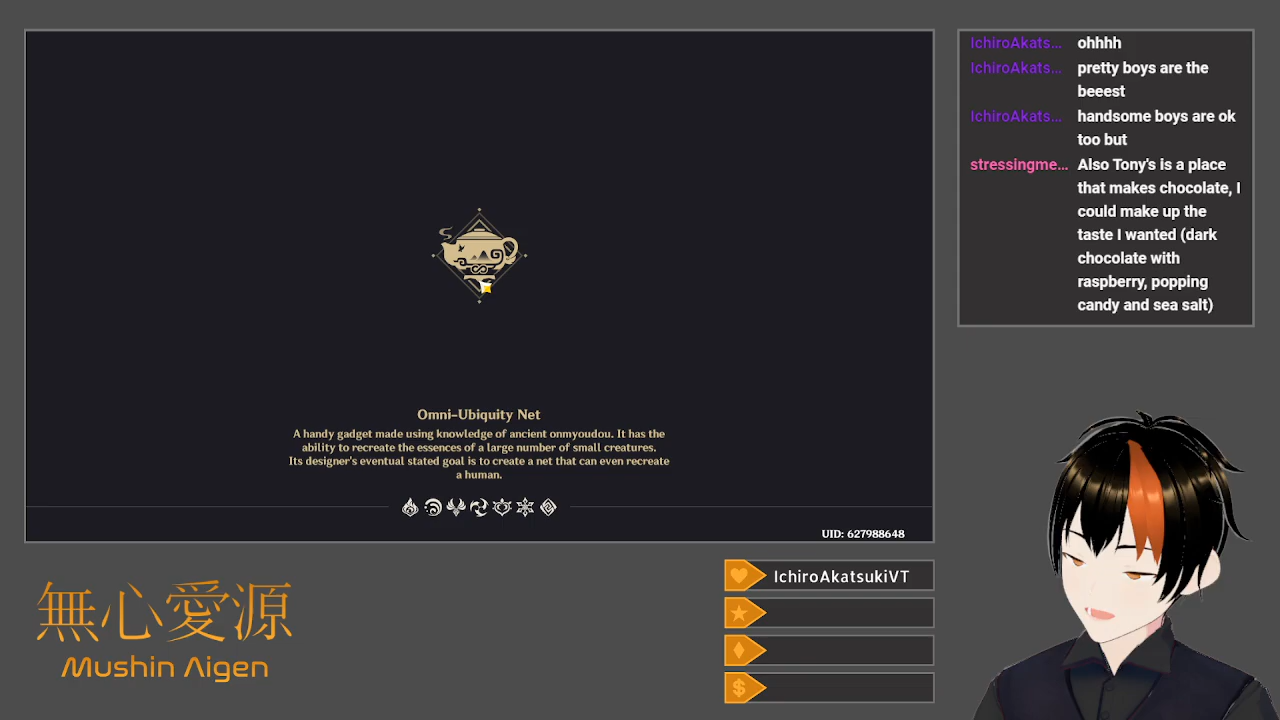 Omni-Ubiquity Net
A handy gadget made using knowledge of ancient onmyoudou. It has the
ability to recreate the essences of a large number of small creatures.
Its designer's eventual stated goal is to create a net that can even recreate
a human.
UID: 627988648
IchiroAkats... ohhhh
IchiroAkats... pretty boys are the
beeest
IchiroAkats... handsome boys are ok
too but
stressingme... Also Tony's is a place
that makes chocolate, I
could make up the
taste I wanted (dark
chocolate with
raspberry, popping
candy and sea salt)
無心愛源
Mushin Aigen
IchiroAkatsukiVT
$